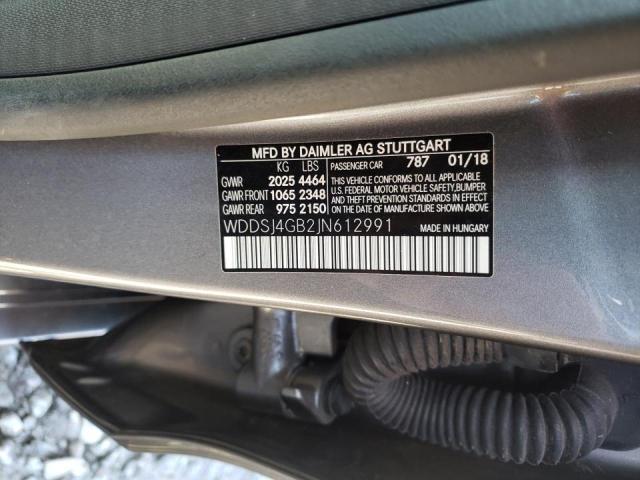 MFD BY DAIMLER AG STUTTGART
KG LBS PASSENGER CAR 787 01/18
GVWR 2025 4464
GAWR FRONT 1065 2348
GAWR REAR 975 2150
THIS VEHICLE CONFORMS TO ALL APPLICABLE
U.S. FEDERAL MOTOR VEHICLE SAFETY, BUMPER
AND THEFT PREVENTION STANDARDS IN EFFECT
ON THE DATE OF MANUFACTURE SHOWN ABOVE.
WDDSJ4GB2JN612991 MADE IN HUNGARY